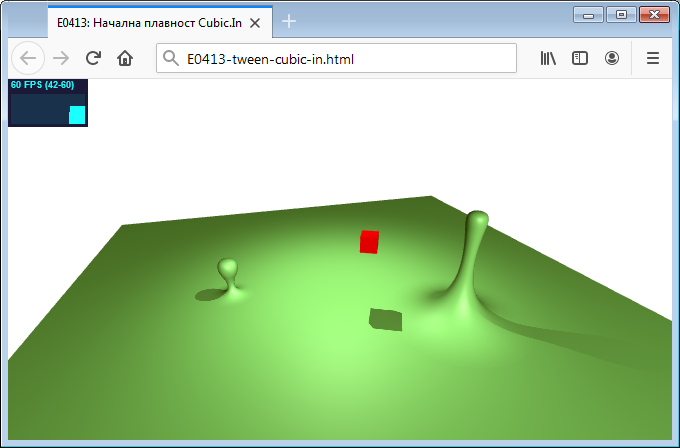 E0413: Начална плавност Cubic.In
E0413-tween-cubic-in.html
60 FPS (42-60)